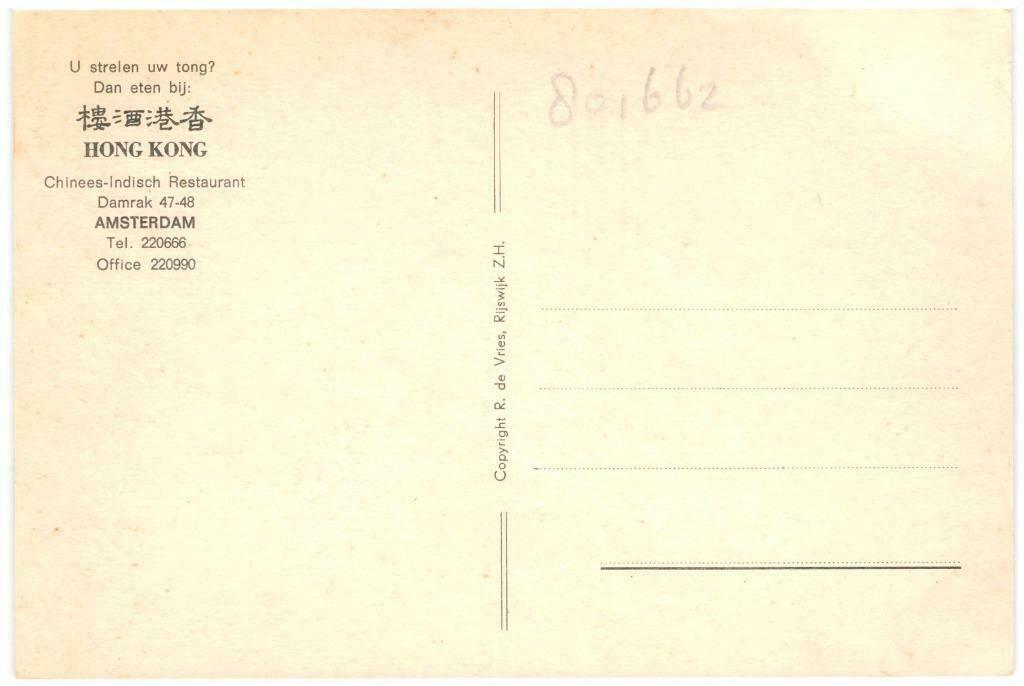 U strelen uw tong?
Dan eten bij:
樓酒港香
HONG KONG
Chinees-Indisch Restaurant
Damrak 47-48
AMSTERDAM
Tel. 220666
Office 220990
Copyright R. de Vries, Rijswijk Z.H.
801662